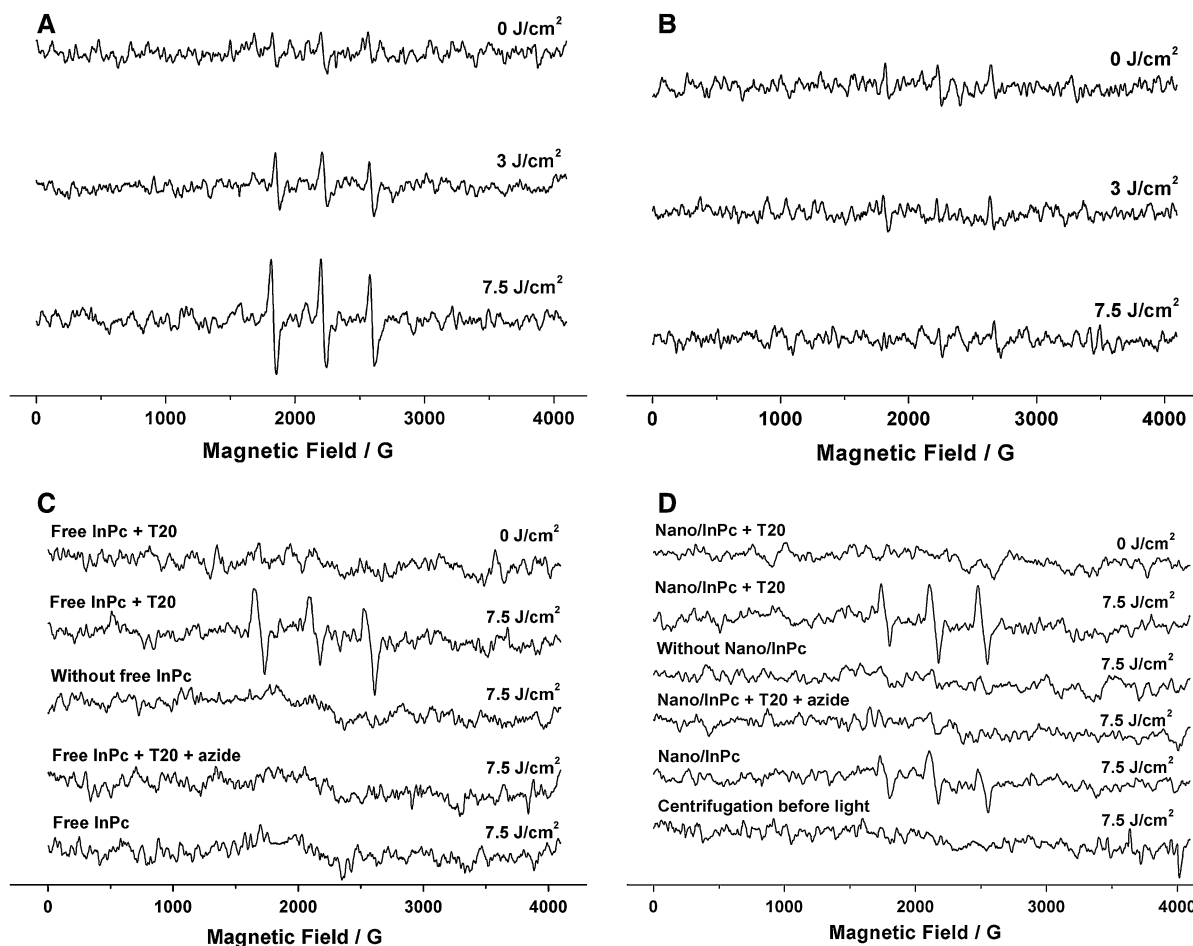 A
0 J/cm²
3 J/cm²
7.5 J/cm²
0 1000 2000 3000 4000
Magnetic Field / G
B
0 J/cm²
3 J/cm²
7.5 J/cm²
0 1000 2000 3000 4000
Magnetic Field / G
C
Free InPc + T20 0 J/cm²
Free InPc + T20 7.5 J/cm²
Without free InPc 7.5 J/cm²
Free InPc + T20 + azide 7.5 J/cm²
Free InPc 7.5 J/cm²
0 1000 2000 3000 4000
Magnetic Field / G
D
Nano/InPc + T20 0 J/cm²
Nano/InPc + T20 7.5 J/cm²
Without Nano/InPc 7.5 J/cm²
Nano/InPc + T20 + azide 7.5 J/cm²
Nano/InPc 7.5 J/cm²
Centrifugation before light 7.5 J/cm²
0 1000 2000 3000 4000
Magnetic Field / G